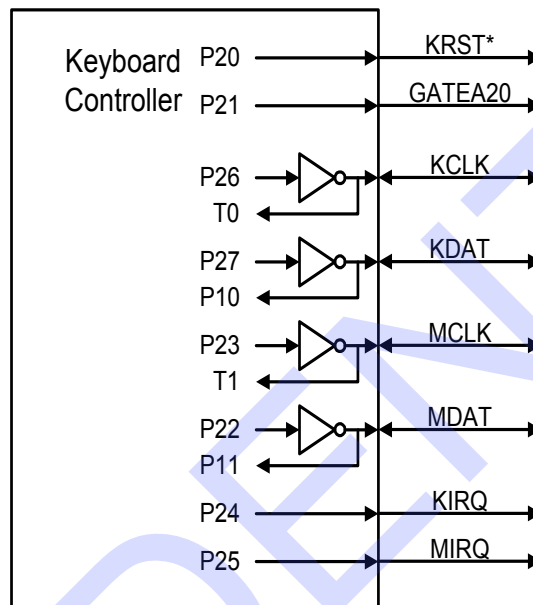 Keyboard
Controller
P20
KRST*
P21
GATEA20
P26
KCLK
T0
P27
KDAT
P10
P23
MCLK
T1
P22
MDAT
P11
P24
KIRQ
P25
MIRQ